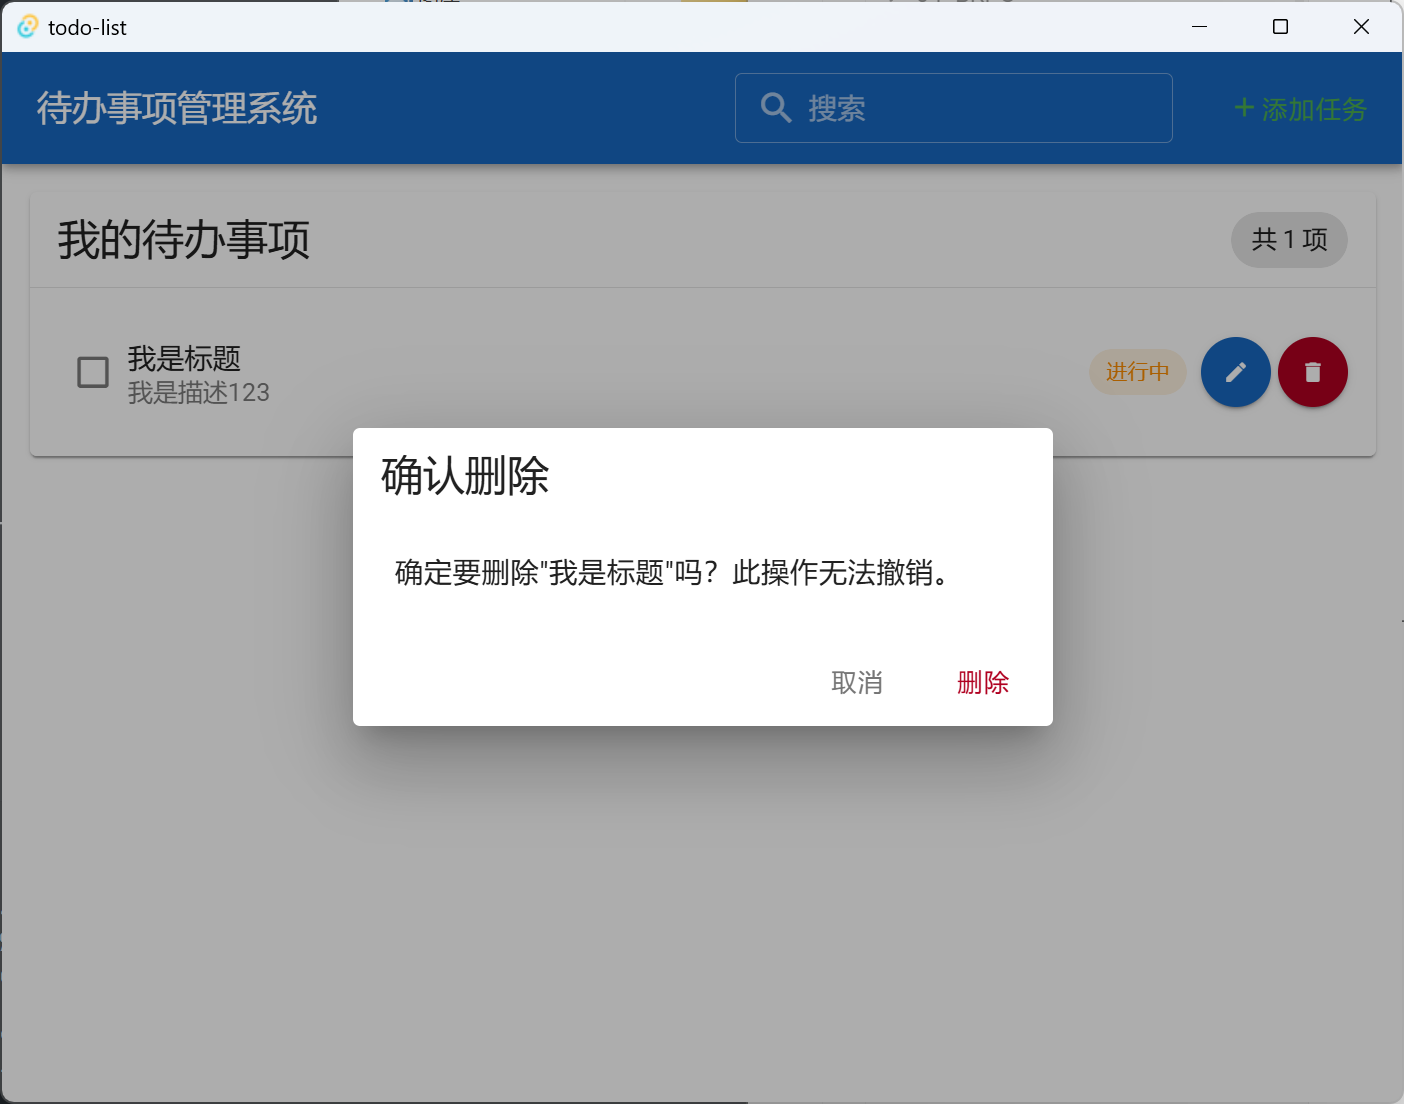 todo-list
待办事项管理系统
搜索
+ 添加任务
我的待办事项
共 1 项
我是标题
我是描述123
进行中
确认删除
确定要删除"我是标题"吗？此操作无法撤销。
取消
删除